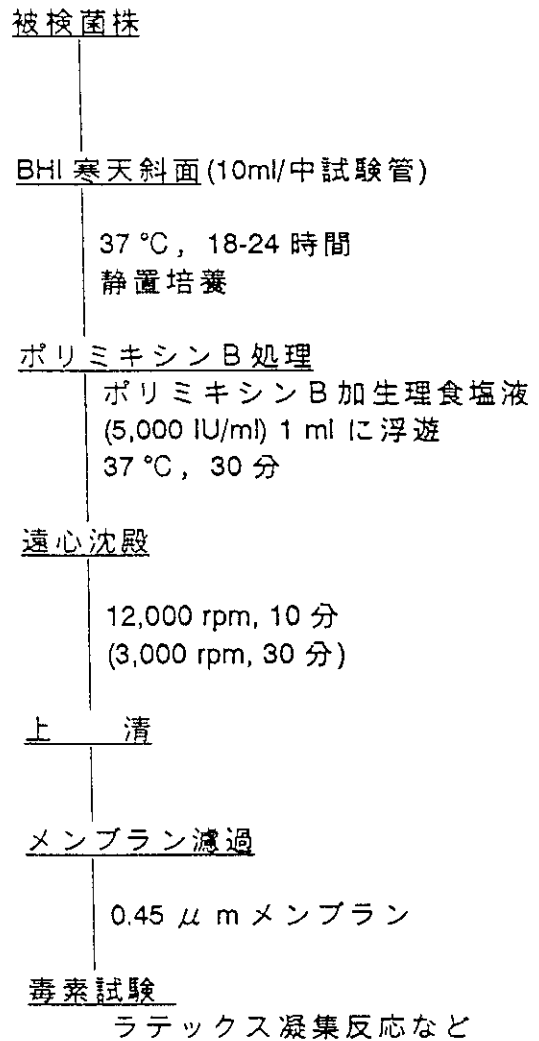 被検菌株
BHI 寒天斜面 (10ml/中試験管)
37 ℃, 18-24 時間
静置培養
ポリミキシンB処理
ポリミキシンB加生理食塩液
(5,000 IU/ml) 1 ml に浮遊
37 ℃, 30 分
遠心沈殿
12,000 rpm, 10 分
(3,000 rpm, 30 分)
上 清
メンブラン濾過
0.45 μm メンブラン
毒素試験
ラテックス凝集反応など